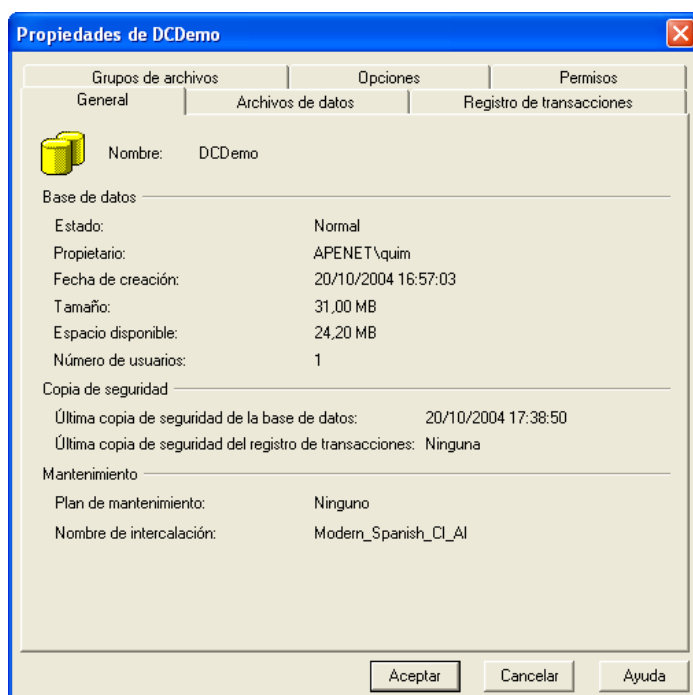 Propiedades de DCDemo
Grupos de archivos Opciones Permisos
General Archivos de datos Registro de transacciones
Nombre: DCDemo
Base de datos
Estado: Normal
Propietario: APENET\quim
Fecha de creación: 20/10/2004 16:57:03
Tamaño: 31,00 MB
Espacio disponible: 24,20 MB
Número de usuarios: 1
Copia de seguridad
Última copia de seguridad de la base de datos: 20/10/2004 17:38:50
Última copia de seguridad del registro de transacciones: Ninguna
Mantenimiento
Plan de mantenimiento: Ninguno
Nombre de intercalación: Modern_Spanish_CI_AI
Aceptar Cancelar Ayuda